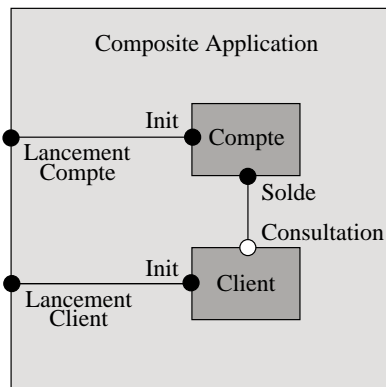 Composite Application
Init
Compte
Lancement
Compte
Solde
Consultation
Init
Client
Lancement
Client